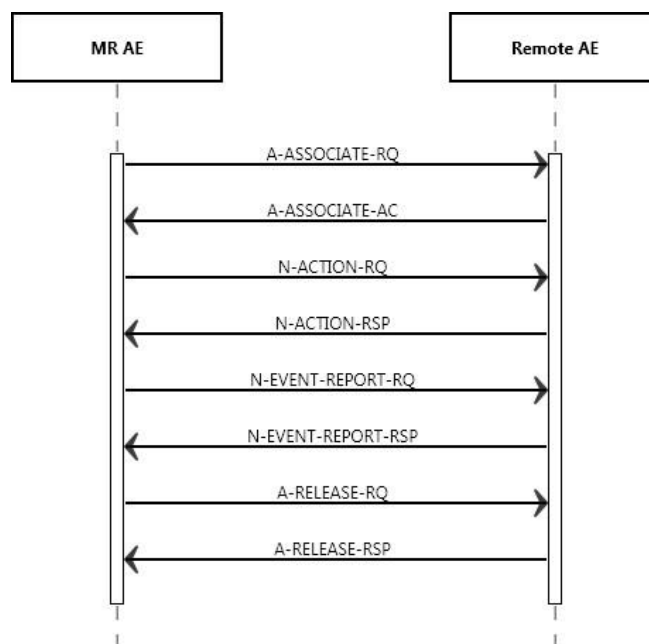 MR AE
Remote AE
A-ASSOCIATE-RQ
A-ASSOCIATE-AC
N-ACTION-RQ
N-ACTION-RSP
N-EVENT-REPORT-RQ
N-EVENT-REPORT-RSP
A-RELEASE-RQ
A-RELEASE-RSP